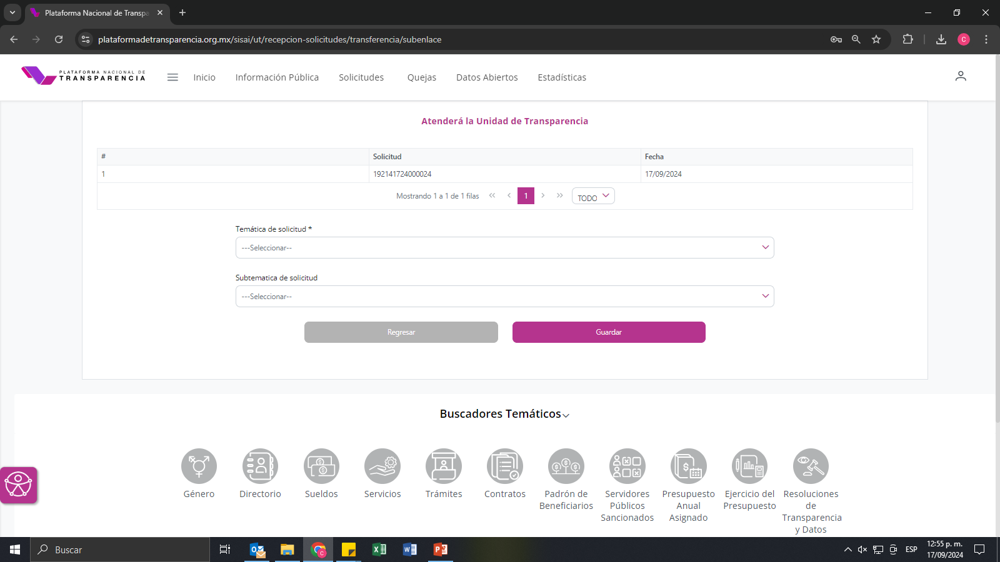 Plataforma Nacional de Transpa
plataformadetransparencia.org.mx/sisai/ut/recepcion-solicitudes/transferencia/subenlace
C
PLATAFORMA NACIONAL DE
TRANSPARENCIA
Inicio
Información Pública
Solicitudes
Quejas
Datos Abiertos
Estadísticas
Atenderá la Unidad de Transparencia
# Solicitud Fecha
1 192141724000024 17/09/2024
Mostrando 1 a 1 de 1 filas
1
TODO
Temática de solicitud *
---Seleccionar--
Subtematica de solicitud
---Seleccionar--
Regresar
Guardar
Buscadores Temáticos
Género
Directorio
Sueldos
Servicios
Trámites
Contratos
Padrón de
Beneficiarios
Servidores
Públicos
Sancionados
Presupuesto
Anual
Asignado
Ejercicio del
Presupuesto
Resoluciones
de
Transparencia
y Datos
Buscar
ESP
12:55 p. m.
17/09/2024